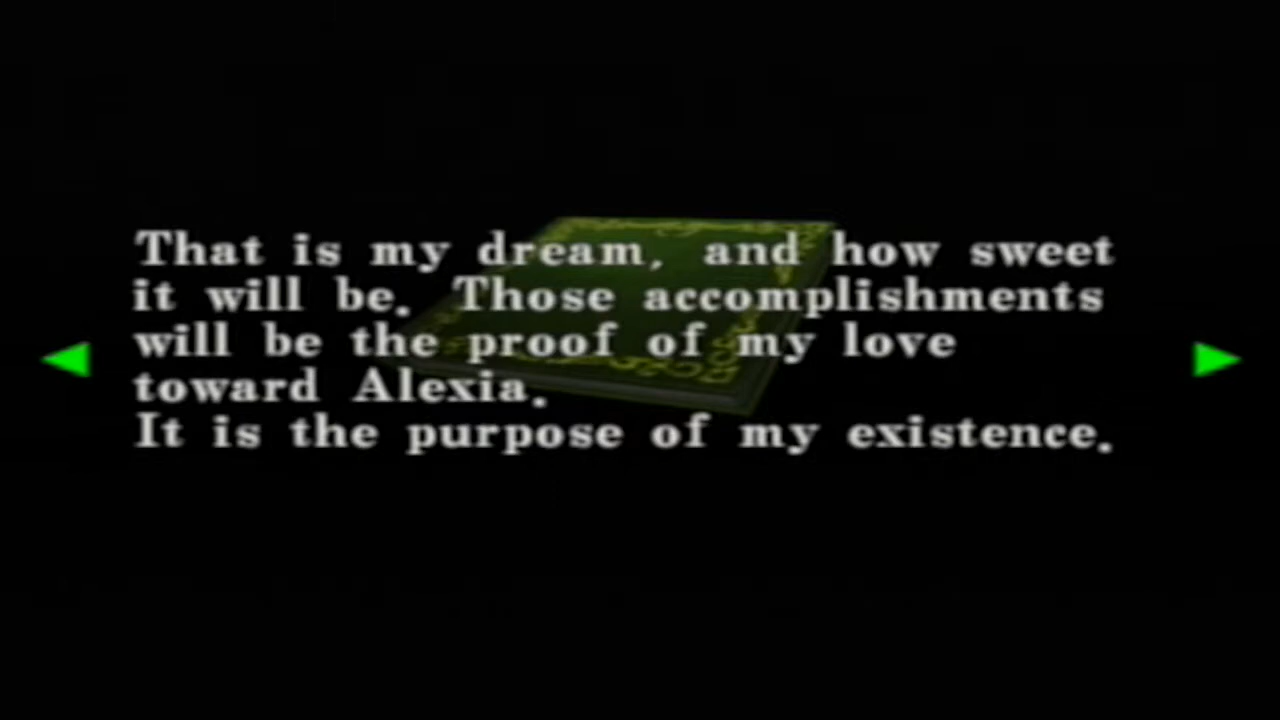 That is my dream, and how sweet
it will be. Those accomplishments
will be the proof of my love
toward Alexia.
It is the purpose of my existence.